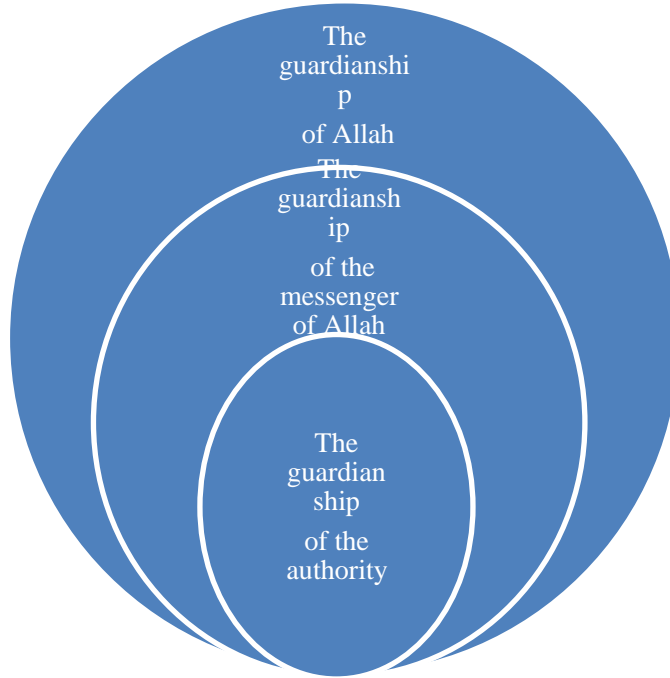 The
guardianshi
p
of Allah
The
guardiansh
ip
of the
messenger
of Allah
The
guardian
ship
of the
authority